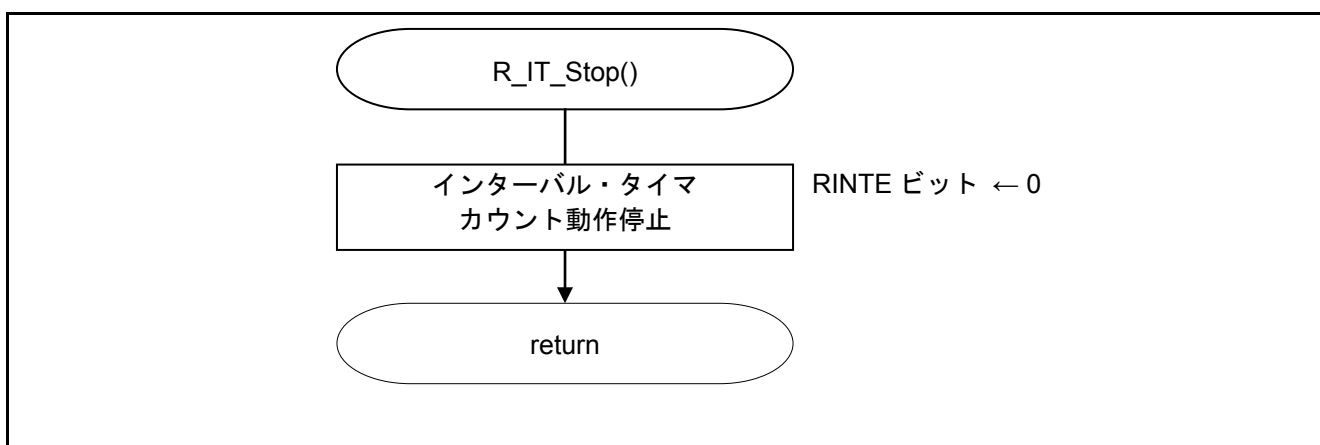 R_IT_Stop()
インターバル・タイマ
カウント動作停止
RINTE ビット ← 0
return